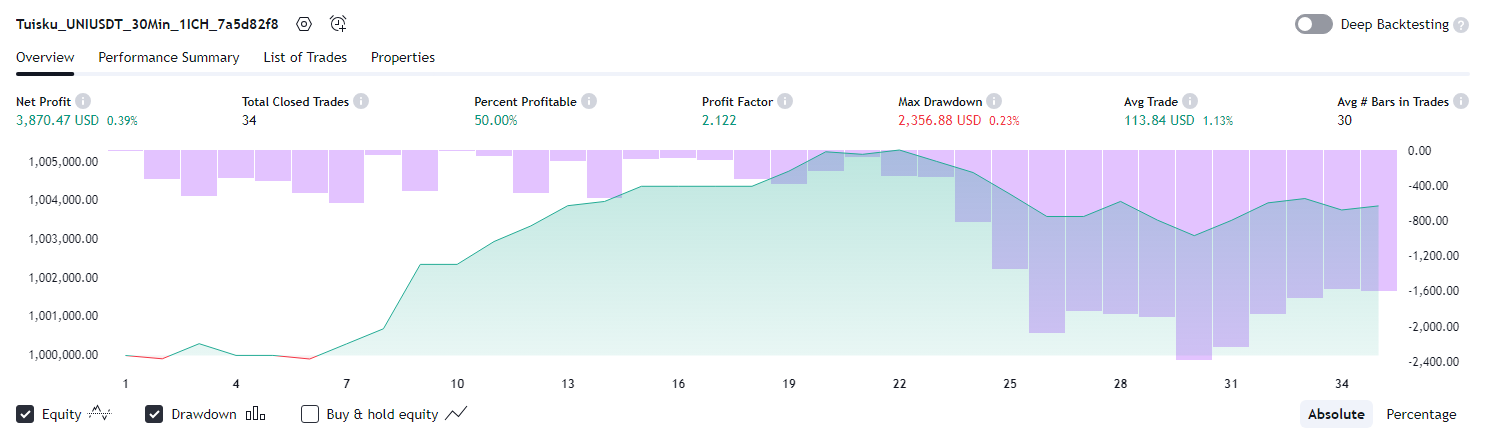 Tuisku_UNIUSDT_30Min_1ICH_7a5d82f8
Deep Backtesting ?
Overview Performance Summary List of Trades Properties
Net Profit i Total Closed Trades i Percent Profitable i Profit Factor i Max Drawdown i Avg Trade i Avg # Bars in Trades i
3,870.47 USD 0.39% 34 50.00% 2.122 2,356.88 USD 0.23% 113.84 USD 1.13% 30
1,005,000.00 0.00
1,004,000.00 -400.00
1,003,000.00 -800.00
1,002,000.00 -1,200.00
1,001,000.00 -1,600.00
1,000,000.00 -2,000.00
-2,400.00
1 4 7 10 13 16 19 22 25 28 31 34
Equity Drawdown Buy & hold equity Absolute Percentage